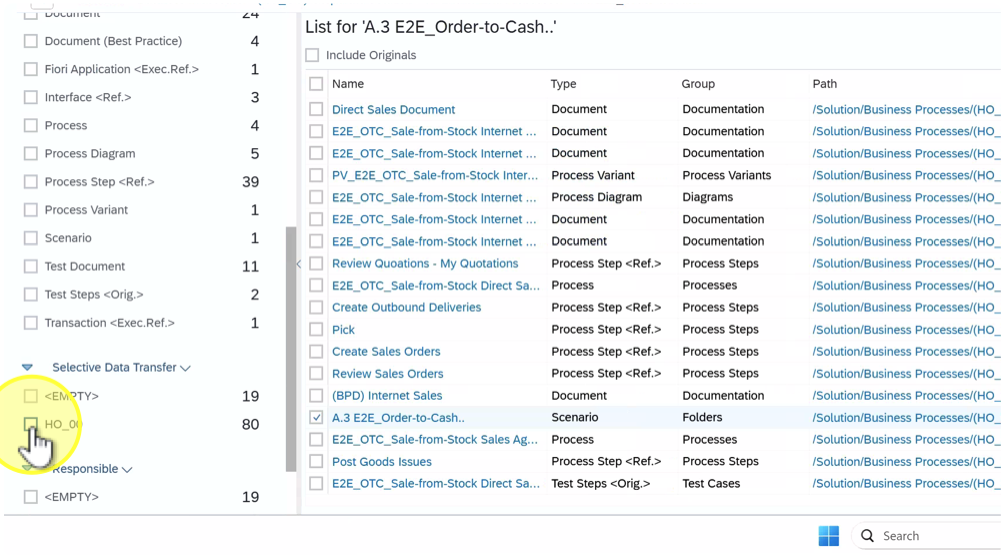 Document 24
Document (Best Practice) 4
Fiori Application <Exec.Ref.> 1
Interface <Ref.> 3
Process 4
Process Diagram 5
Process Step <Ref.> 39
Process Variant 1
Scenario 1
Test Document 11
Test Steps <Orig.> 2
Transaction <Exec.Ref.> 1
Selective Data Transfer
<EMPTY> 19
HO_00 80
Responsible
<EMPTY> 19
List for 'A.3 E2E_Order-to-Cash..'
Include Originals
Name Type Group Path
Direct Sales Document Document Documentation /Solution/Business Processes/(HO_
E2E_OTC_Sale-from-Stock Internet ... Document Documentation /Solution/Business Processes/(HO_
E2E_OTC_Sale-from-Stock Internet ... Document Documentation /Solution/Business Processes/(HO_
PV_E2E_OTC_Sale-from-Stock Inter... Process Variant Process Variants /Solution/Business Processes/(HO_
E2E_OTC_Sale-from-Stock Internet ... Process Diagram Diagrams /Solution/Business Processes/(HO_
E2E_OTC_Sale-from-Stock Internet ... Document Documentation /Solution/Business Processes/(HO_
E2E_OTC_Sale-from-Stock Internet ... Document Documentation /Solution/Business Processes/(HO_
Review Quoations - My Quotations Process Step <Ref.> Process Steps /Solution/Business Processes/(HO_
E2E_OTC_Sale-from-Stock Direct Sa... Process Processes /Solution/Business Processes/(HO_
Create Outbound Deliveries Process Step <Ref.> Process Steps /Solution/Business Processes/(HO_
Pick Process Step <Ref.> Process Steps /Solution/Business Processes/(HO_
Create Sales Orders Process Step <Ref.> Process Steps /Solution/Business Processes/(HO_
Review Sales Orders Process Step <Ref.> Process Steps /Solution/Business Processes/(HO_
(BPD) Internet Sales Document Documentation /Solution/Business Processes/(HO_
A.3 E2E_Order-to-Cash.. Scenario Folders /Solution/Business Processes/(HO_
E2E_OTC_Sale-from-Stock Sales Ag... Process Processes /Solution/Business Processes/(HO_
Post Goods Issues Process Step <Ref.> Process Steps /Solution/Business Processes/(HO_
E2E_OTC_Sale-from-Stock Direct Sa... Test Steps <Orig.> Test Cases /Solution/Business Processes/(HO_
Search